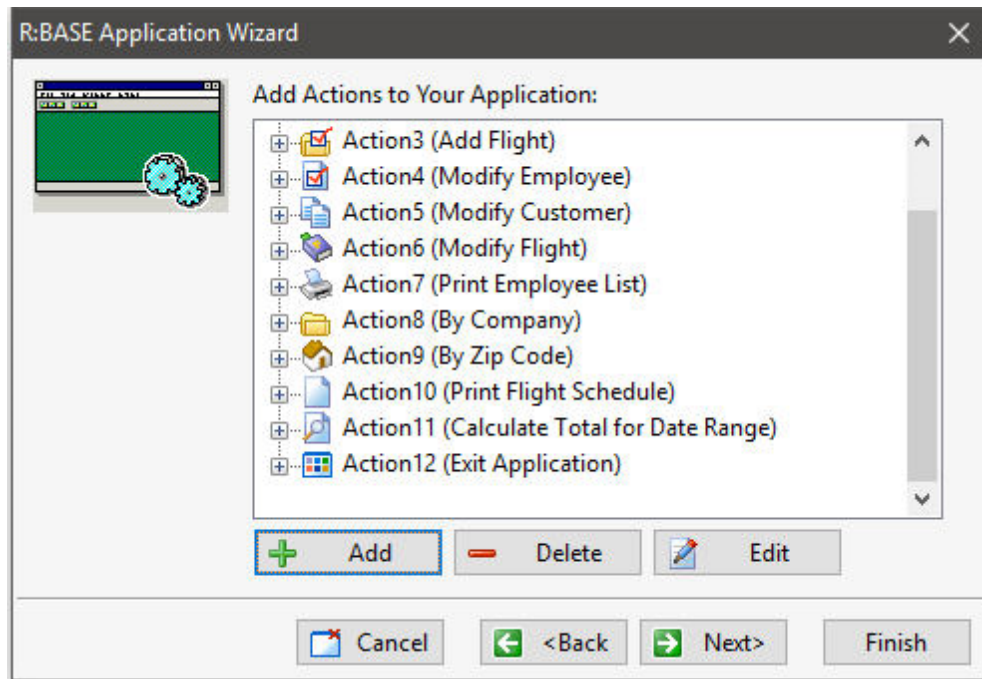 R:BASE Application Wizard
Add Actions to Your Application:
Action3 (Add Flight)
Action4 (Modify Employee)
Action5 (Modify Customer)
Action6 (Modify Flight)
Action7 (Print Employee List)
Action8 (By Company)
Action9 (By Zip Code)
Action10 (Print Flight Schedule)
Action11 (Calculate Total for Date Range)
Action12 (Exit Application)
Add Delete Edit
Cancel <Back Next> Finish